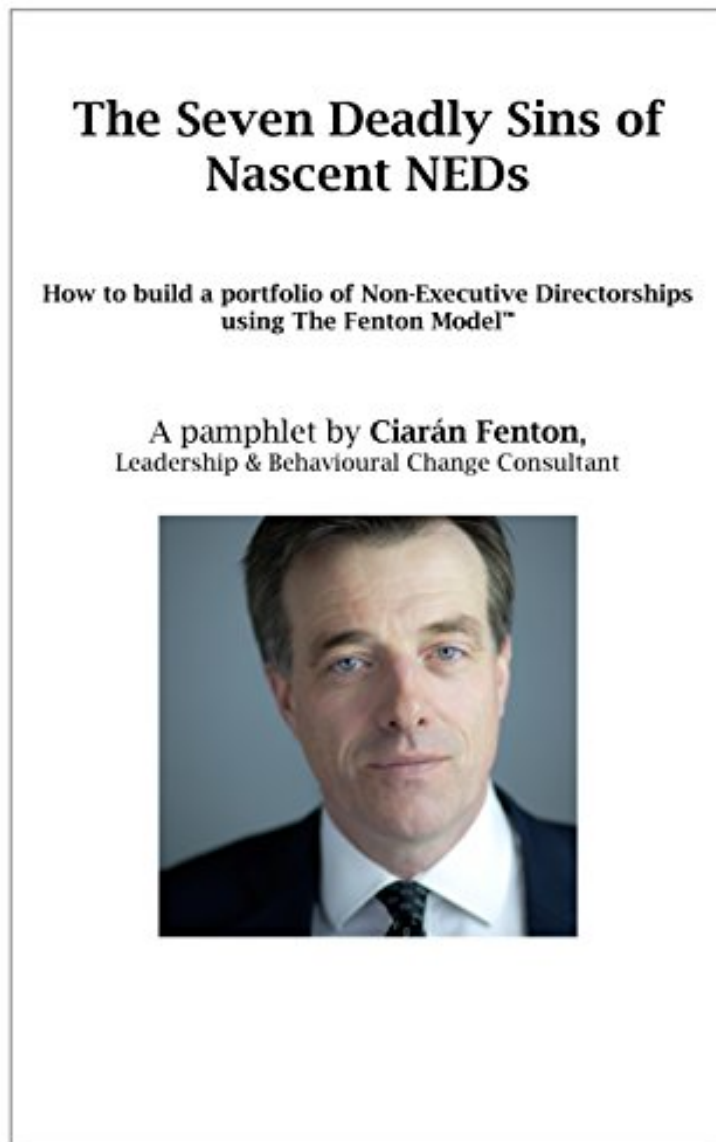 The Seven Deadly Sins of
Nascent NEDs
How to build a portfolio of Non-Executive Directorships
using The Fenton Model™
A pamphlet by Ciarán Fenton,
Leadership & Behavioural Change Consultant